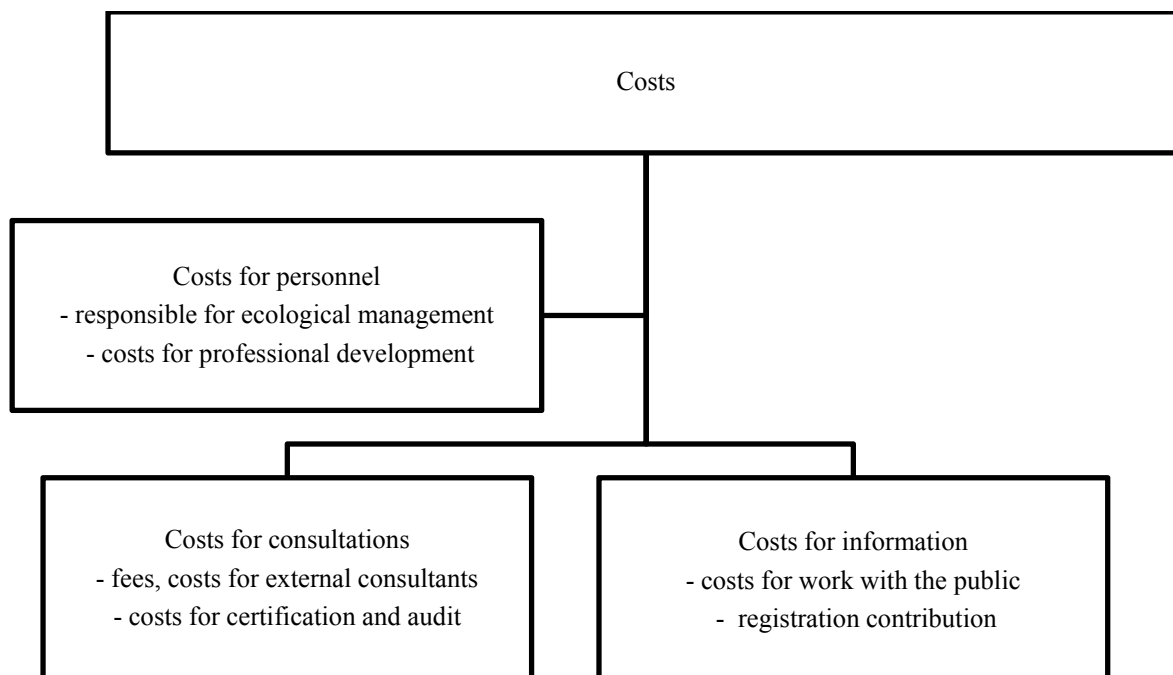 Costs
Costs for personnel
- responsible for ecological management
- costs for professional development
Costs for consultations
- fees, costs for external consultants
- costs for certification and audit
Costs for information
- costs for work with the public
- registration contribution